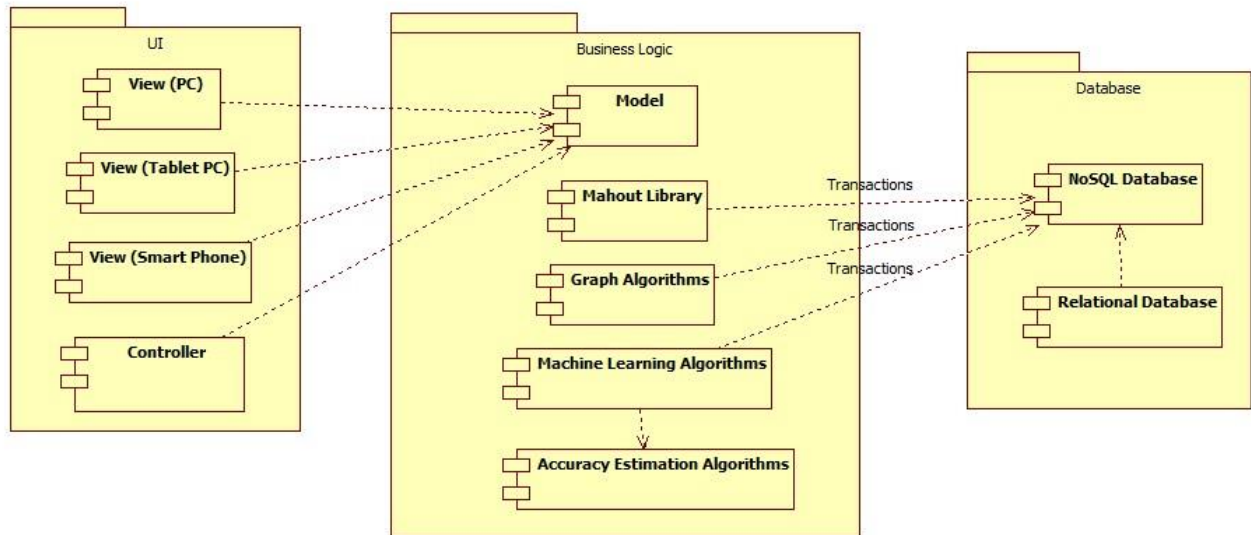 UI
View (PC)
View (Tablet PC)
View (Smart Phone)
Controller
Business Logic
Model
Mahout Library
Graph Algorithms
Machine Learning Algorithms
Accuracy Estimation Algorithms
Transactions
Transactions
Transactions
Database
NoSQL Database
Relational Database